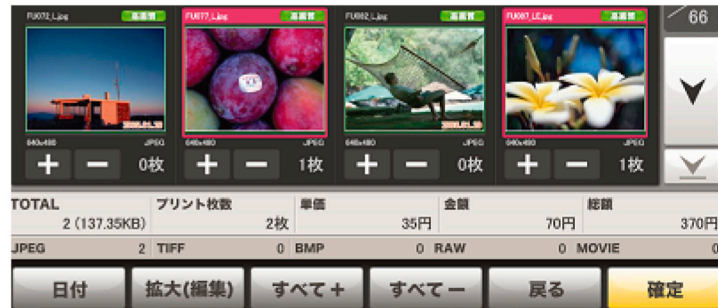 FU072_L.jpg 高画質 FU077_L.jpg 高画質 FU082_L.jpg 高画質 FU087_LE.jpg 高画質 66
640x480 JPEG 640x480 JPEG 640x480 JPEG 640x480 JPEG
+ - 0枚 + - 1枚 + - 0枚 + - 1枚
TOTAL プリント枚数 単価 金額 総額
2 (137.35KB) 2枚 35円 70円 370円
JPEG 2 TIFF 0 BMP 0 RAW 0 MOVIE 0
日付 拡大(編集) すべて+ すべてー 戻る 確定